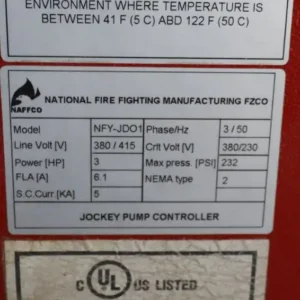 ENVIRONMENT WHERE TEMPERATURE IS
BETWEEN 41 F (5 C) ABD 122 F (50 C)
NAFFCO
NATIONAL FIRE FIGHTING MANUFACTURING FZCO
Model NFY-JDO1 Phase/Hz 3 / 50
Line Volt [V] 380 / 415 Crlt Volt [V] 380/230
Power [HP] 3 Max press. [PSI] 232
FLA [A] 6.1 NEMA type 2
S.C.Curr [KA] 5
JOCKEY PUMP CONTROLLER
C UL US LISTED